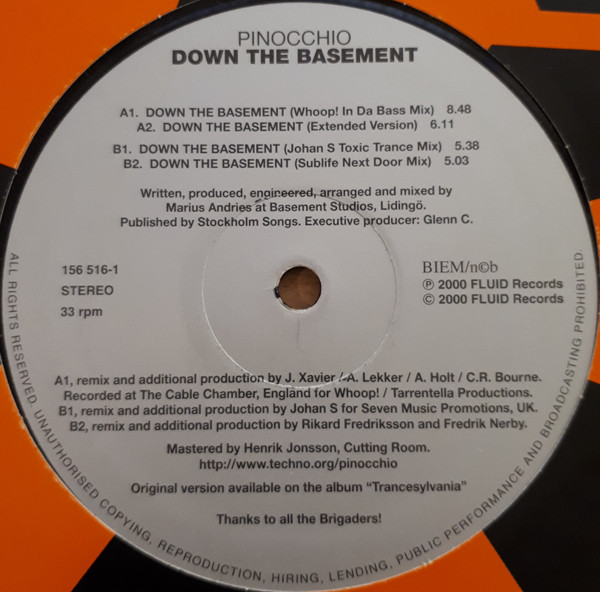 PINOCCHIO
DOWN THE BASEMENT
A1. DOWN THE BASEMENT (Whoop! In Da Bass Mix) 8.48
A2. DOWN THE BASEMENT (Extended Version) 6.11
B1. DOWN THE BASEMENT (Johan S Toxic Trance Mix) 5.38
B2. DOWN THE BASEMENT (Sublife Next Door Mix) 5.03
Written, produced, engineered, arranged and mixed by
Marius Andries at Basement Studios, Lidingö.
Published by Stockholm Songs. Executive producer: Glenn C.
156 516-1
STEREO
33 rpm
BIEM/n©b
℗ 2000 FLUID Records
© 2000 FLUID Records
A1, remix and additional production by J. Xavier / A. Lekker / A. Holt / C.R. Bourne.
Recorded at The Cable Chamber, England for Whoop! / Tarrentella Productions.
B1, remix and additional production by Johan S for Seven Music Promotions, UK.
B2, remix and additional production by Rikard Fredriksson and Fredrik Nerby.
Mastered by Henrik Jonsson, Cutting Room.
http://www.techno.org/pinocchio
Original version available on the album “Trancesylvania”
Thanks to all the Brigaders!
ALL RIGHTS RESERVED. UNAUTHORISED COPYING, REPRODUCTION, HIRING, LENDING, PUBLIC PERFORMANCE AND BROADCASTING PROHIBITED.